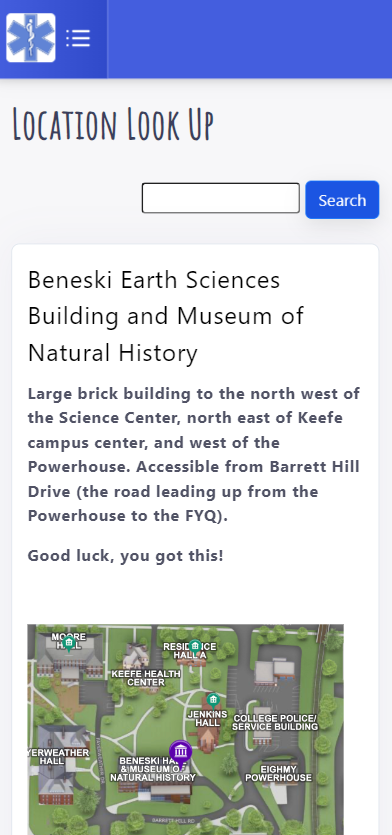 Location Look Up
Search
Beneski Earth Sciences
Building and Museum of
Natural History
Large brick building to the north west of
the Science Center, north east of Keefe
campus center, and west of the
Powerhouse. Accessible from Barrett Hill
Drive (the road leading up from the
Powerhouse to the FYQ).
Good luck, you got this!
MOORE
HALL
RESIDENCE
HALL A
KEEFE HEALTH
CENTER
JENKINS
HALL
COLLEGE POLICE/
SERVICE BUILDING
YERWEATHER
HALL
BENESKI HALL
& MUSEUM OF
NATURAL HISTORY
EIGHMY
POWERHOUSE
BARRETT HILL RD